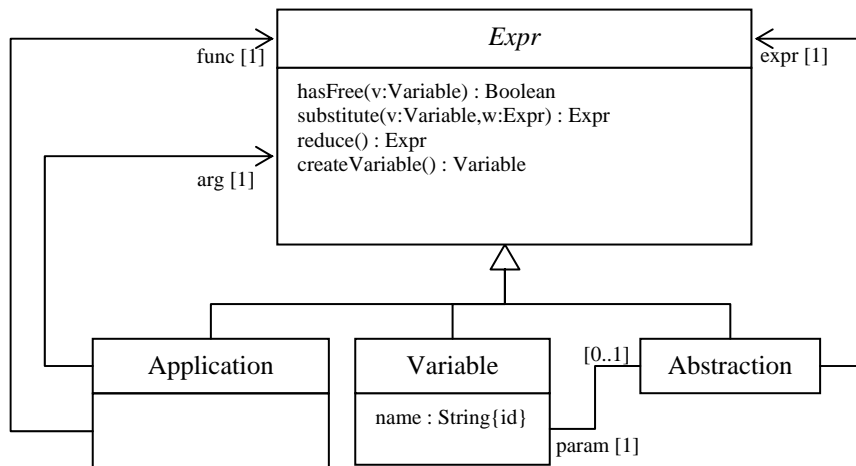 Expr
func [1]
expr [1]
hasFree(v:Variable) : Boolean
substitute(v:Variable,w:Expr) : Expr
reduce() : Expr
createVariable() : Variable
arg [1]
Application
Variable
[0..1]
Abstraction
name : String{id}
param [1]